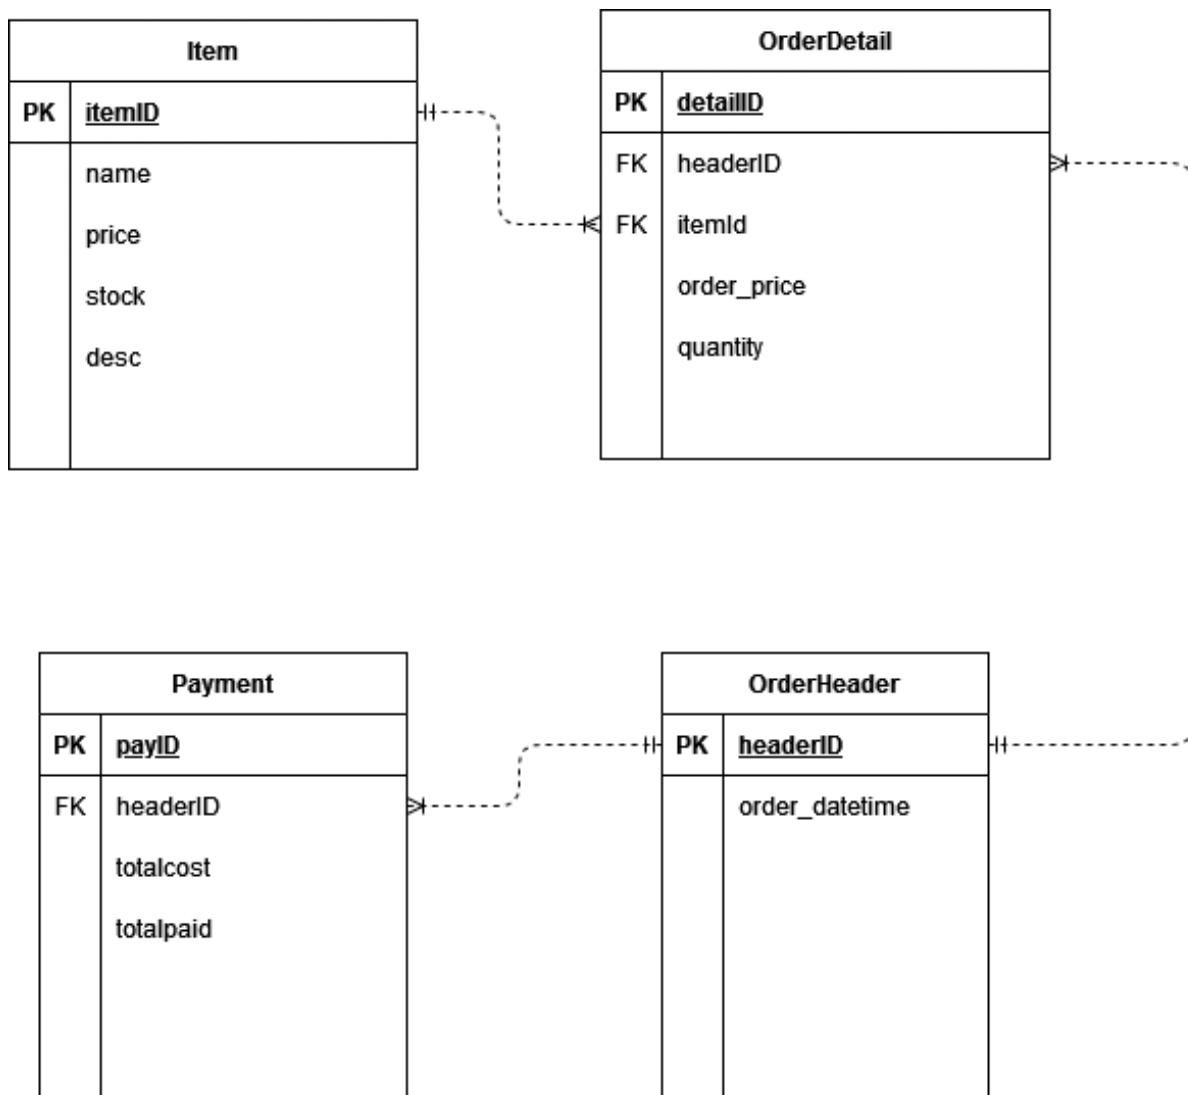 Item
PK itemID
name
price
stock
desc
OrderDetail
PK detailID
FK headerID
FK itemId
order_price
quantity
Payment
PK payID
FK headerID
totalcost
totalpaid
OrderHeader
PK headerID
order_datetime